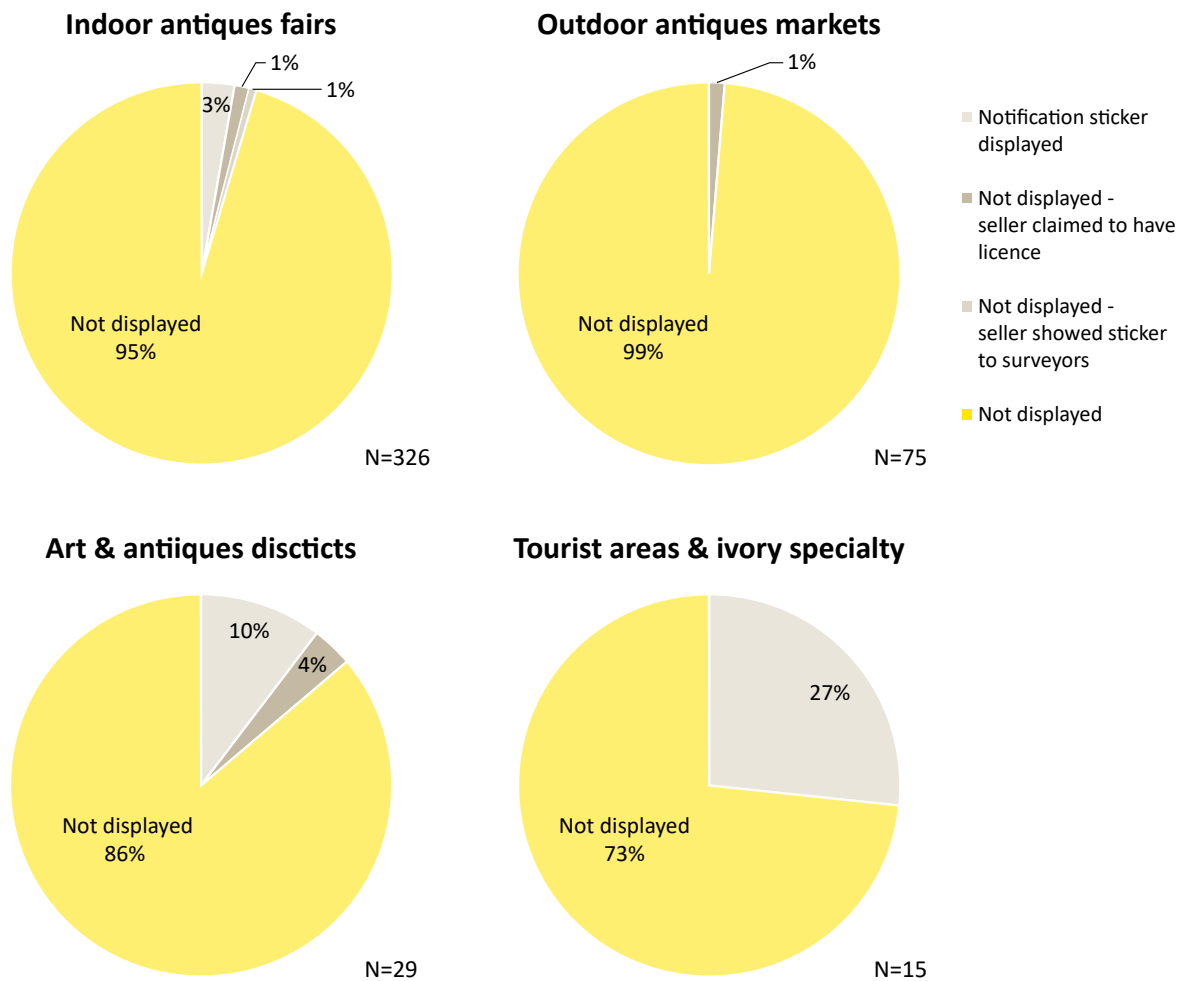 Indoor antiques fairs
1%
1%
3%
Not displayed
95%
N=326
Outdoor antiques markets
1%
Not displayed
99%
N=75
Notification sticker
displayed
Not displayed -
seller claimed to have
licence
Not displayed -
seller showed sticker
to surveyors
Not displayed
Art & antiiques discticts
10%
4%
Not displayed
86%
N=29
Tourist areas & ivory specialty
27%
Not displayed
73%
N=15